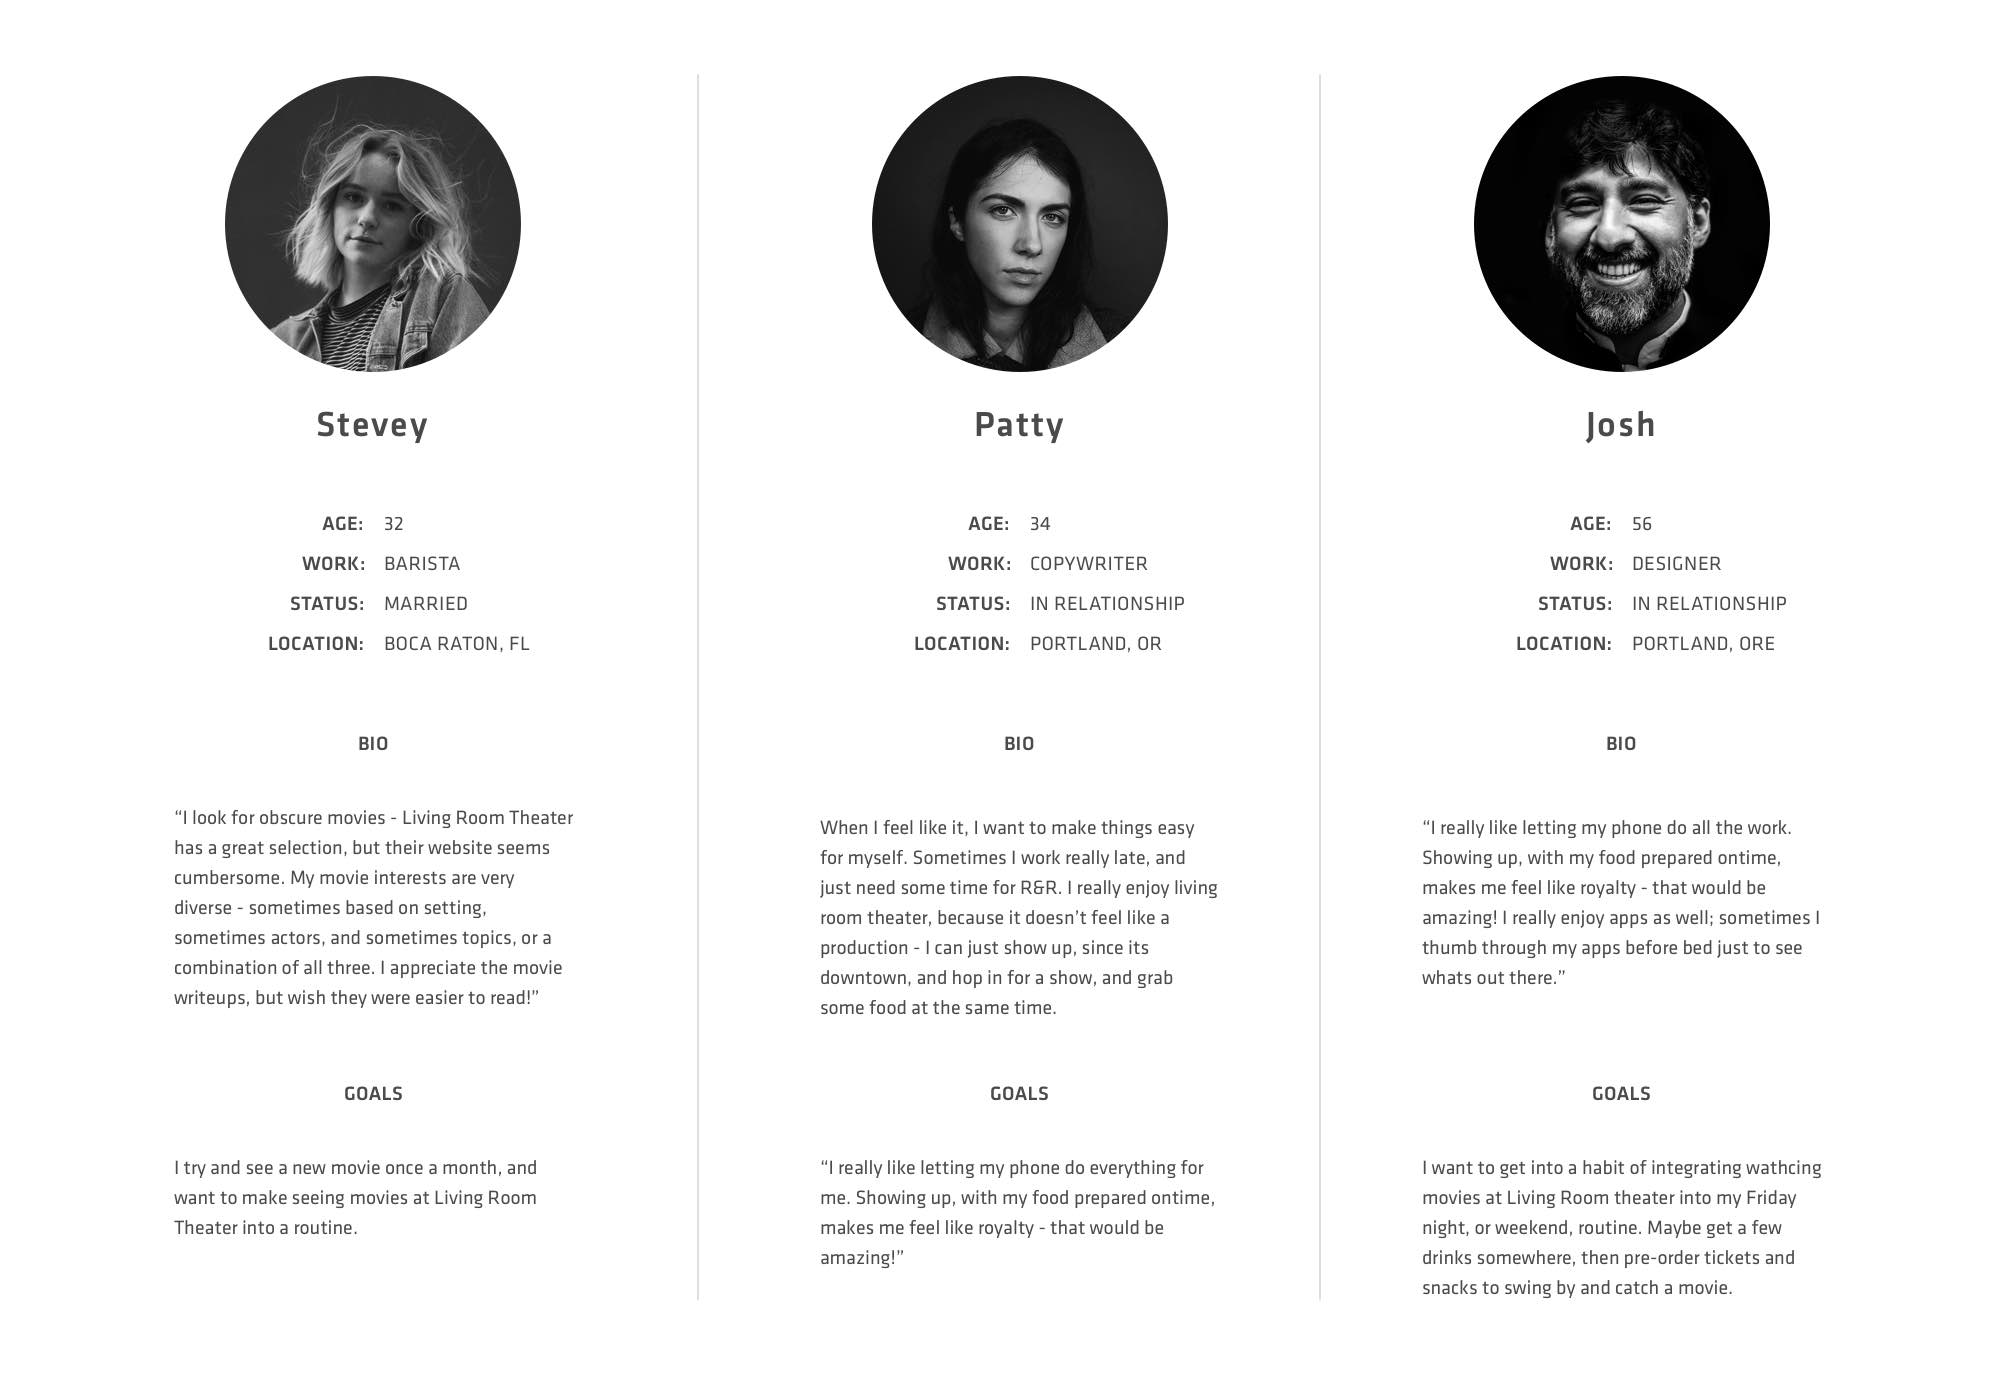 Stevey
AGE: 32
WORK: BARISTA
STATUS: MARRIED
LOCATION: BOCA RATON, FL
BIO
“I look for obscure movies - Living Room Theater
has a great selection, but their website seems
cumbersome. My movie interests are very
diverse - sometimes based on setting,
sometimes actors, and sometimes topics, or a
combination of all three. I appreciate the movie
writeups, but wish they were easier to read!”
GOALS
I try and see a new movie once a month, and
want to make seeing movies at Living Room
Theater into a routine.
Patty
AGE: 34
WORK: COPYWRITER
STATUS: IN RELATIONSHIP
LOCATION: PORTLAND, OR
BIO
When I feel like it, I want to make things easy
for myself. Sometimes I work really late, and
just need some time for R&R. I really enjoy living
room theater, because it doesn’t feel like a
production - I can just show up, since its
downtown, and hop in for a show, and grab
some food at the same time.
GOALS
“I really like letting my phone do everything for
me. Showing up, with my food prepared ontime,
makes me feel like royalty - that would be
amazing!”
Josh
AGE: 56
WORK: DESIGNER
STATUS: IN RELATIONSHIP
LOCATION: PORTLAND, ORE
BIO
“I really like letting my phone do all the work.
Showing up, with my food prepared ontime,
makes me feel like royalty - that would be
amazing! I really enjoy apps as well; sometimes I
thumb through my apps before bed just to see
whats out there.”
GOALS
I want to get into a habit of integrating wathcing
movies at Living Room theater into my Friday
night, or weekend, routine. Maybe get a few
drinks somewhere, then pre-order tickets and
snacks to swing by and catch a movie.